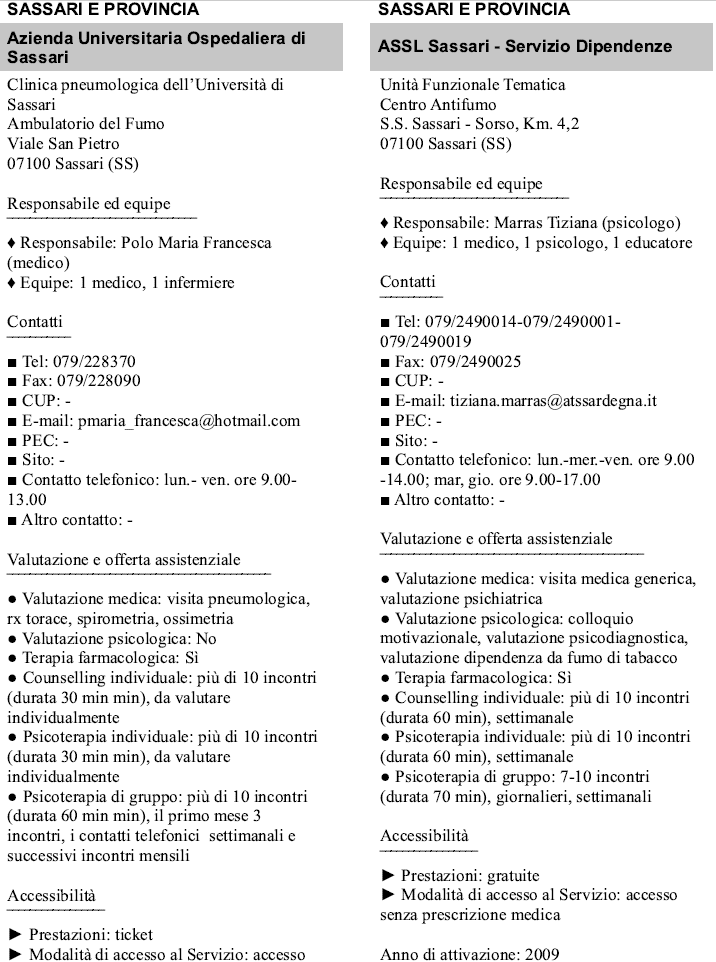 SASSARI E PROVINCIA
Azienda Universitaria Ospedaliera di
Sassari
Clinica pneumologica dell'Università di
Sassari
Ambulatorio del Fumo
Viale San Pietro
07100 Sassari (SS)
Responsabile ed equipe
♦ Responsabile: Polo Maria Francesca
(medico)
♦ Equipe: 1 medico, 1 infermiere
Contatti
■ Tel: 079/228370
■ Fax: 079/228090
■ CUP: -
■ E-mail: pmaria_francesca@hotmail.com
■ PEC: -
■ Sito: -
■ Contatto telefonico: lun.- ven. ore 9.00-
13.00
■ Altro contatto: -
Valutazione e offerta assistenziale
● Valutazione medica: visita pneumologica,
rx torace, spirometria, ossimetria
● Valutazione psicologica: No
● Terapia farmacologica: Sì
● Counselling individuale: più di 10 incontri
(durata 30 min min), da valutare
individualmente
● Psicoterapia individuale: più di 10 incontri
(durata 30 min min), da valutare
individualmente
● Psicoterapia di gruppo: più di 10 incontri
(durata 60 min min), il primo mese 3
incontri, i contatti telefonici  settimanali e
successivi incontri mensili
Accessibilità
► Prestazioni: ticket
► Modalità di accesso al Servizio: accesso
SASSARI E PROVINCIA
ASSL Sassari - Servizio Dipendenze
Unità Funzionale Tematica
Centro Antifumo
S.S. Sassari - Sorso, Km. 4,2
07100 Sassari (SS)
Responsabile ed equipe
♦ Responsabile: Marras Tiziana (psicologo)
♦ Equipe: 1 medico, 1 psicologo, 1 educatore
Contatti
■ Tel: 079/2490014-079/2490001-
079/2490019
■ Fax: 079/2490025
■ CUP: -
■ E-mail: tiziana.marras@atssardegna.it
■ PEC: -
■ Sito: -
■ Contatto telefonico: lun.-mer.-ven. ore 9.00
-14.00; mar, gio. ore 9.00-17.00
■ Altro contatto: -
Valutazione e offerta assistenziale
● Valutazione medica: visita medica generica,
valutazione psichiatrica
● Valutazione psicologica: colloquio
motivazionale, valutazione psicodiagnostica,
valutazione dipendenza da fumo di tabacco
● Terapia farmacologica: Sì
● Counselling individuale: più di 10 incontri
(durata 60 min), settimanale
● Psicoterapia individuale: più di 10 incontri
(durata 60 min), settimanale
● Psicoterapia di gruppo: 7-10 incontri
(durata 70 min), giornalieri, settimanali
Accessibilità
► Prestazioni: gratuite
► Modalità di accesso al Servizio: accesso
senza prescrizione medica
Anno di attivazione: 2009